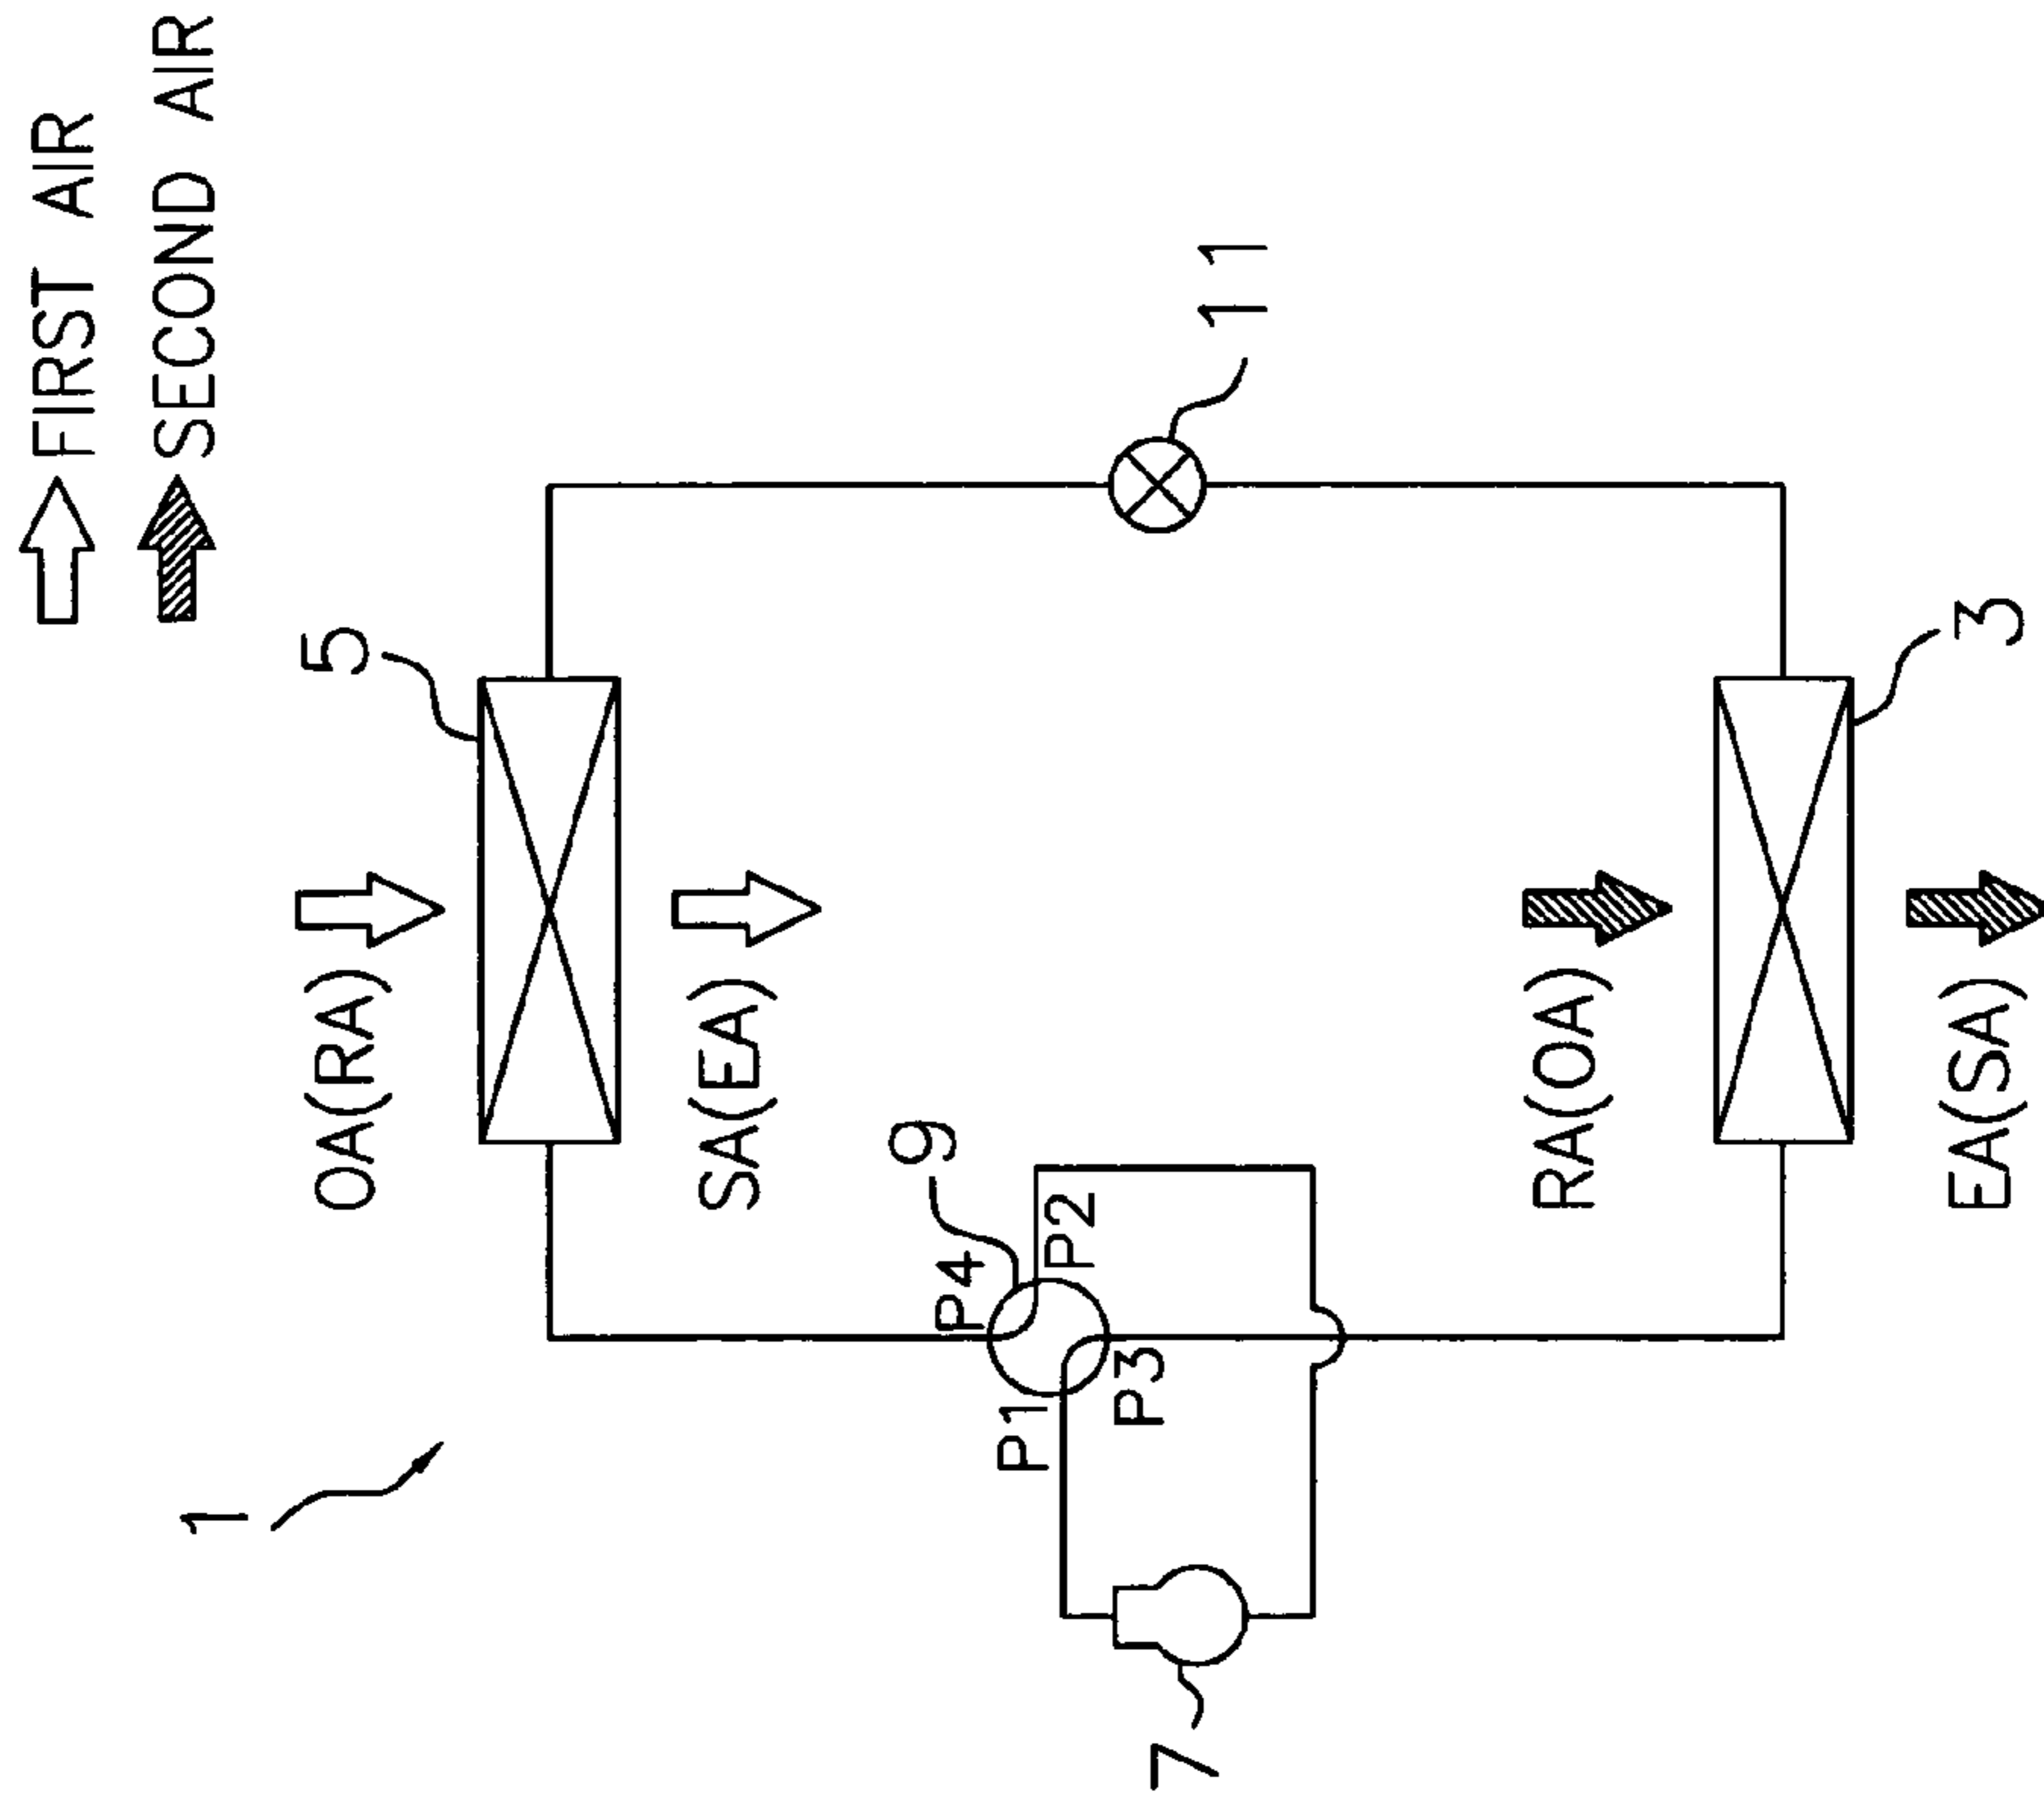 FIRST AIR
SECOND AIR
1
5
OA(RA)
SA(EA)
9
P4
P2
P1
P3
7
11
RA(OA)
3
EA(SA)